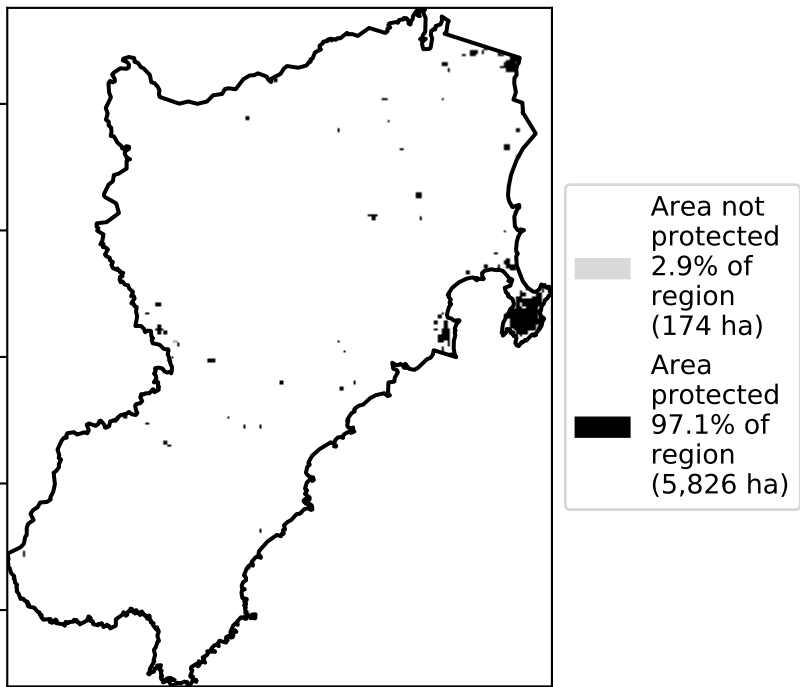 Area not
protected
2.9% of
region
(174 ha)
Area
protected
97.1% of
region
(5,826 ha)